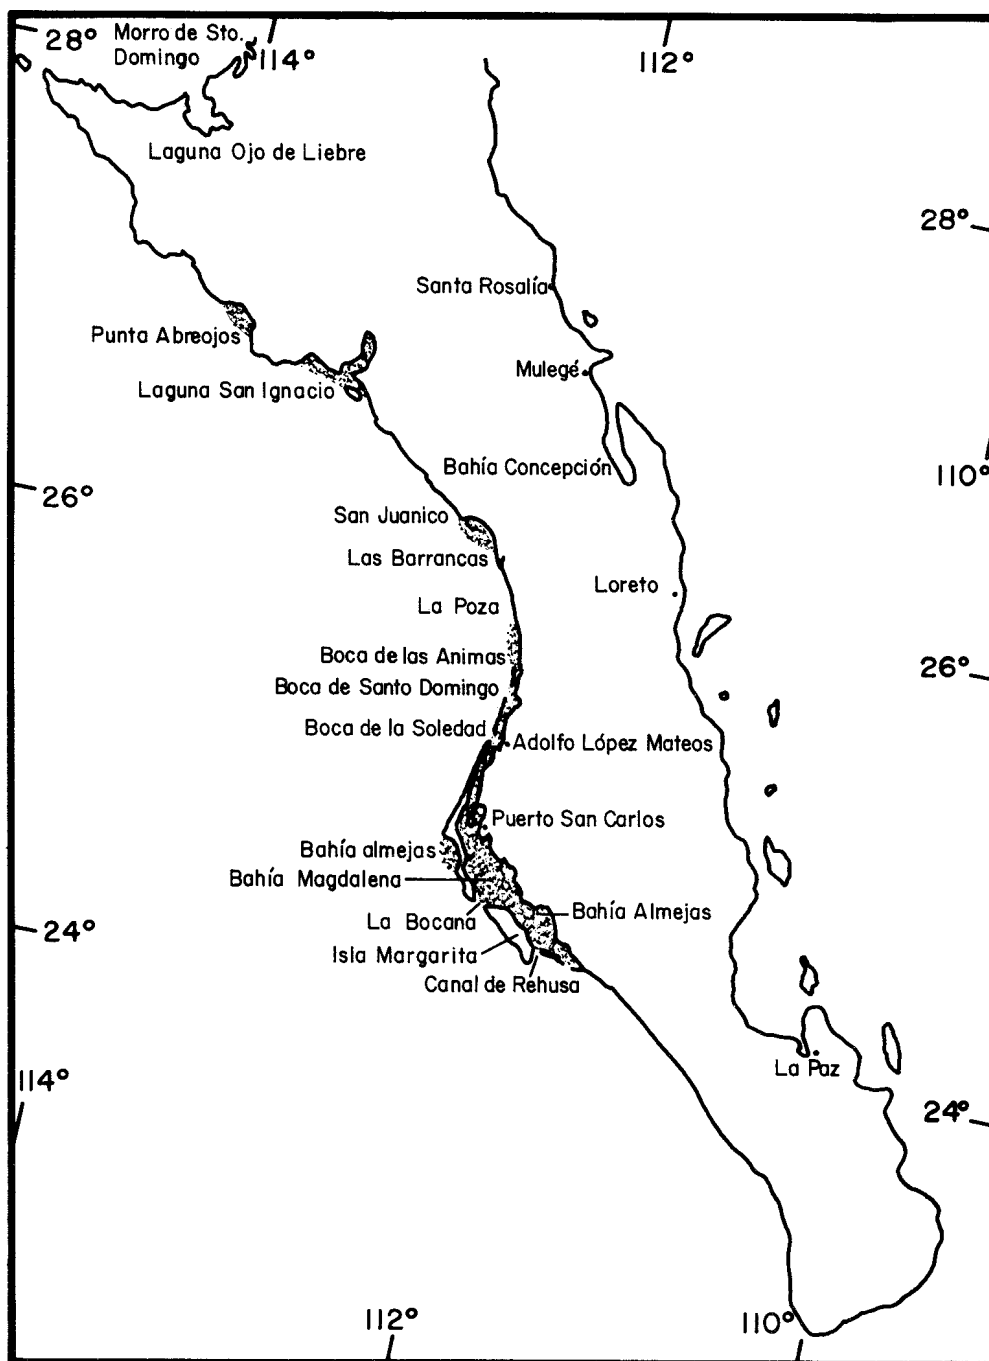 28°
Morro de Sto.
Domingo
114°
112°
Laguna Ojo de Liebre
28°
Santa Rosalía
Punta Abreojos
Mulegé
Laguna San Ignacio
Bahía Concepción
110°
26°
San Juanico
Las Barrancas
Loreto
La Poza
Boca de las Animas
26°
Boca de Santo Domingo
Boca de la Soledad
Adolfo López Mateos
Puerto San Carlos
Bahía almejas
Bahía Magdalena
La Bocana
Bahía Almejas
24°
Isla Margarita
Canal de Rehusa
La Paz
114°
24°
112°
110°